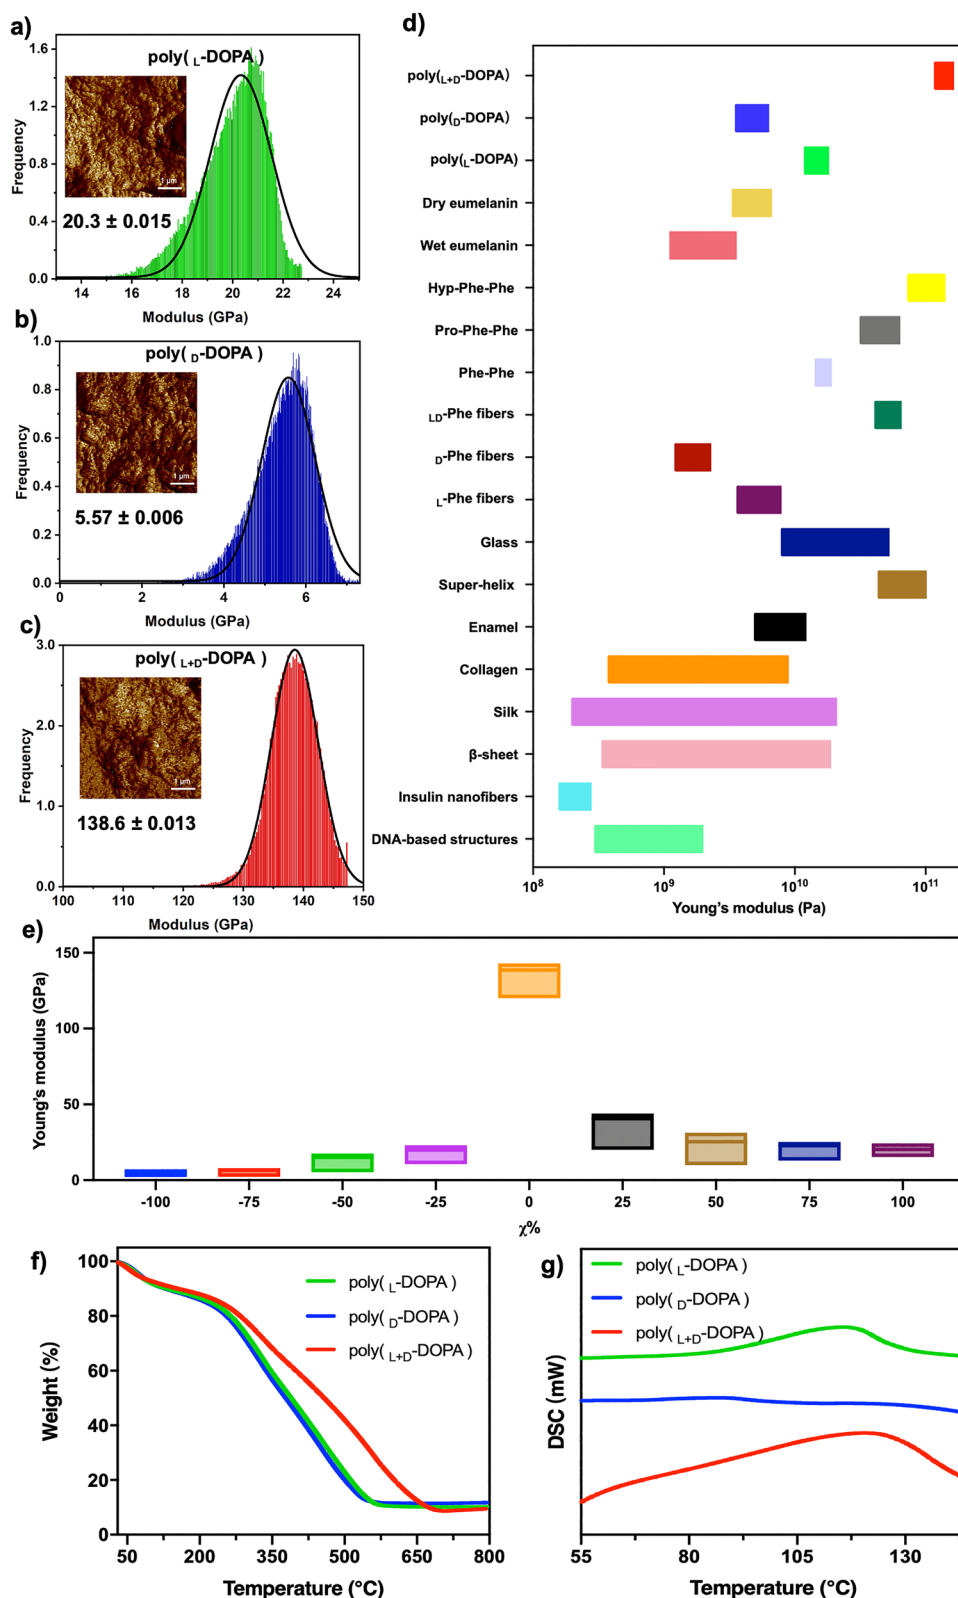 a)
poly( L-DOPA)
Frequency
1.6
1.2
0.8
0.4
0.0
1 μm
20.3 ± 0.015
14 16 18 20 22 24
Modulus (GPa)
b)
poly( D-DOPA)
Frequency
1.0
0.8
0.6
0.4
0.2
0.0
1 μm
5.57 ± 0.006
0 2 4 6
Modulus (GPa)
c)
poly( L+D-DOPA )
Frequency
3.0
2.0
1.0
0.0
1 μm
138.6 ± 0.013
100 110 120 130 140 150
Modulus (GPa)
d)
poly(L+D-DOPA)
poly(D-DOPA)
poly(L-DOPA)
Dry eumelanin
Wet eumelanin
Hyp-Phe-Phe
Pro-Phe-Phe
Phe-Phe
LD-Phe fibers
D-Phe fibers
L-Phe fibers
Glass
Super-helix
Enamel
Collagen
Silk
β-sheet
Insulin nanofibers
DNA-based structures
10⁸ 10⁹ 10¹⁰ 10¹¹
Young's modulus (Pa)
e)
Young's modulus (GPa)
150
100
50
0
-100 -75 -50 -25 0 25 50 75 100
χ%
f)
Weight (%)
100
80
60
40
20
0
poly( L-DOPA )
poly( D-DOPA )
poly( L+D-DOPA )
50 200 350 500 650 800
Temperature (°C)
g)
DSC (mW)
poly( L-DOPA )
poly( D-DOPA )
poly( L+D-DOPA )
55 80 105 130
Temperature (°C)